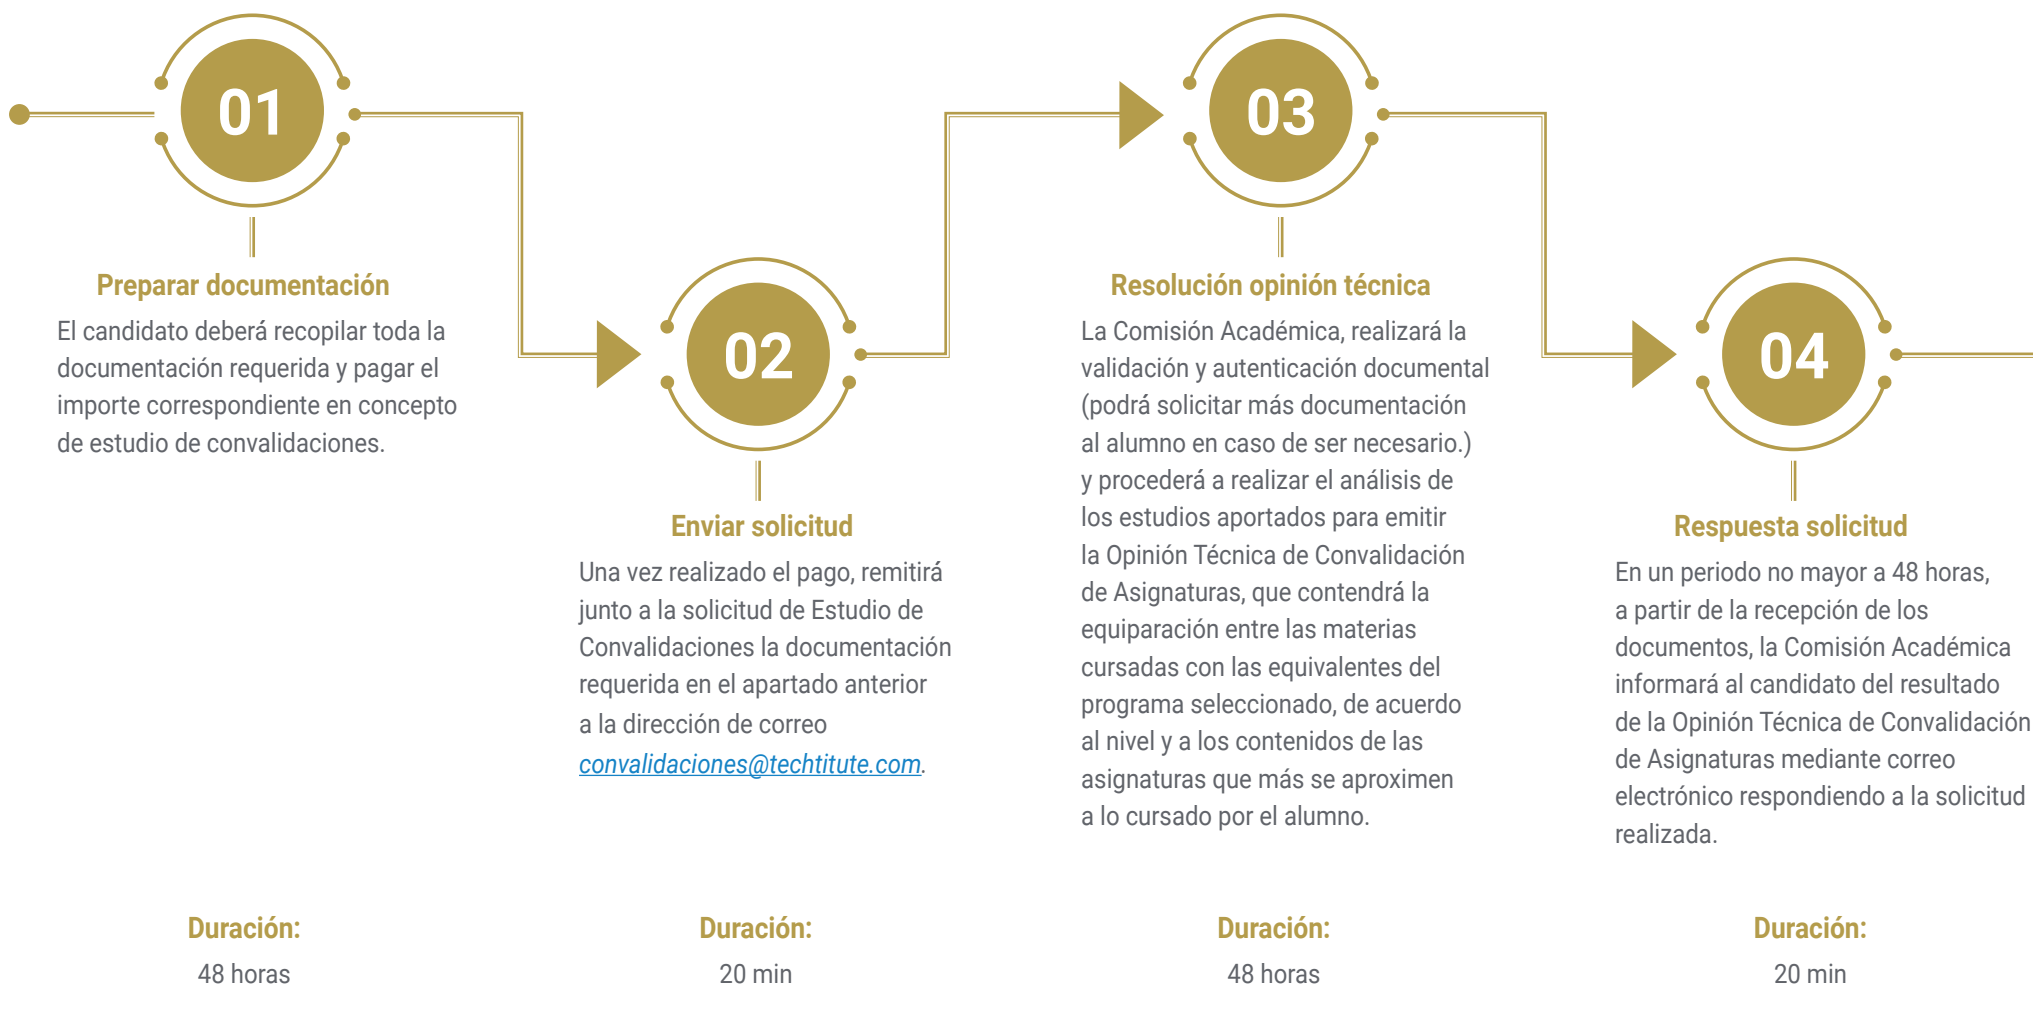 01
Preparar documentación
El candidato deberá recopilar toda la
documentación requerida y pagar el
importe correspondiente en concepto
de estudio de convalidaciones.
Duración:
48 horas
02
Enviar solicitud
Una vez realizado el pago, remitirá
junto a la solicitud de Estudio de
Convalidaciones la documentación
requerida en el apartado anterior
a la dirección de correo
convalidaciones@techtitute.com.
Duración:
20 min
03
Resolución opinión técnica
La Comisión Académica, realizará la
validación y autenticación documental
(podrá solicitar más documentación
al alumno en caso de ser necesario.)
y procederá a realizar el análisis de
los estudios aportados para emitir
la Opinión Técnica de Convalidación
de Asignaturas, que contendrá la
equiparación entre las materias
cursadas con las equivalentes del
programa seleccionado, de acuerdo
al nivel y a los contenidos de las
asignaturas que más se aproximen
a lo cursado por el alumno.
Duración:
48 horas
04
Respuesta solicitud
En un periodo no mayor a 48 horas,
a partir de la recepción de los
documentos, la Comisión Académica
informará al candidato del resultado
de la Opinión Técnica de Convalidación
de Asignaturas mediante correo
electrónico respondiendo a la solicitud
realizada.
Duración:
20 min